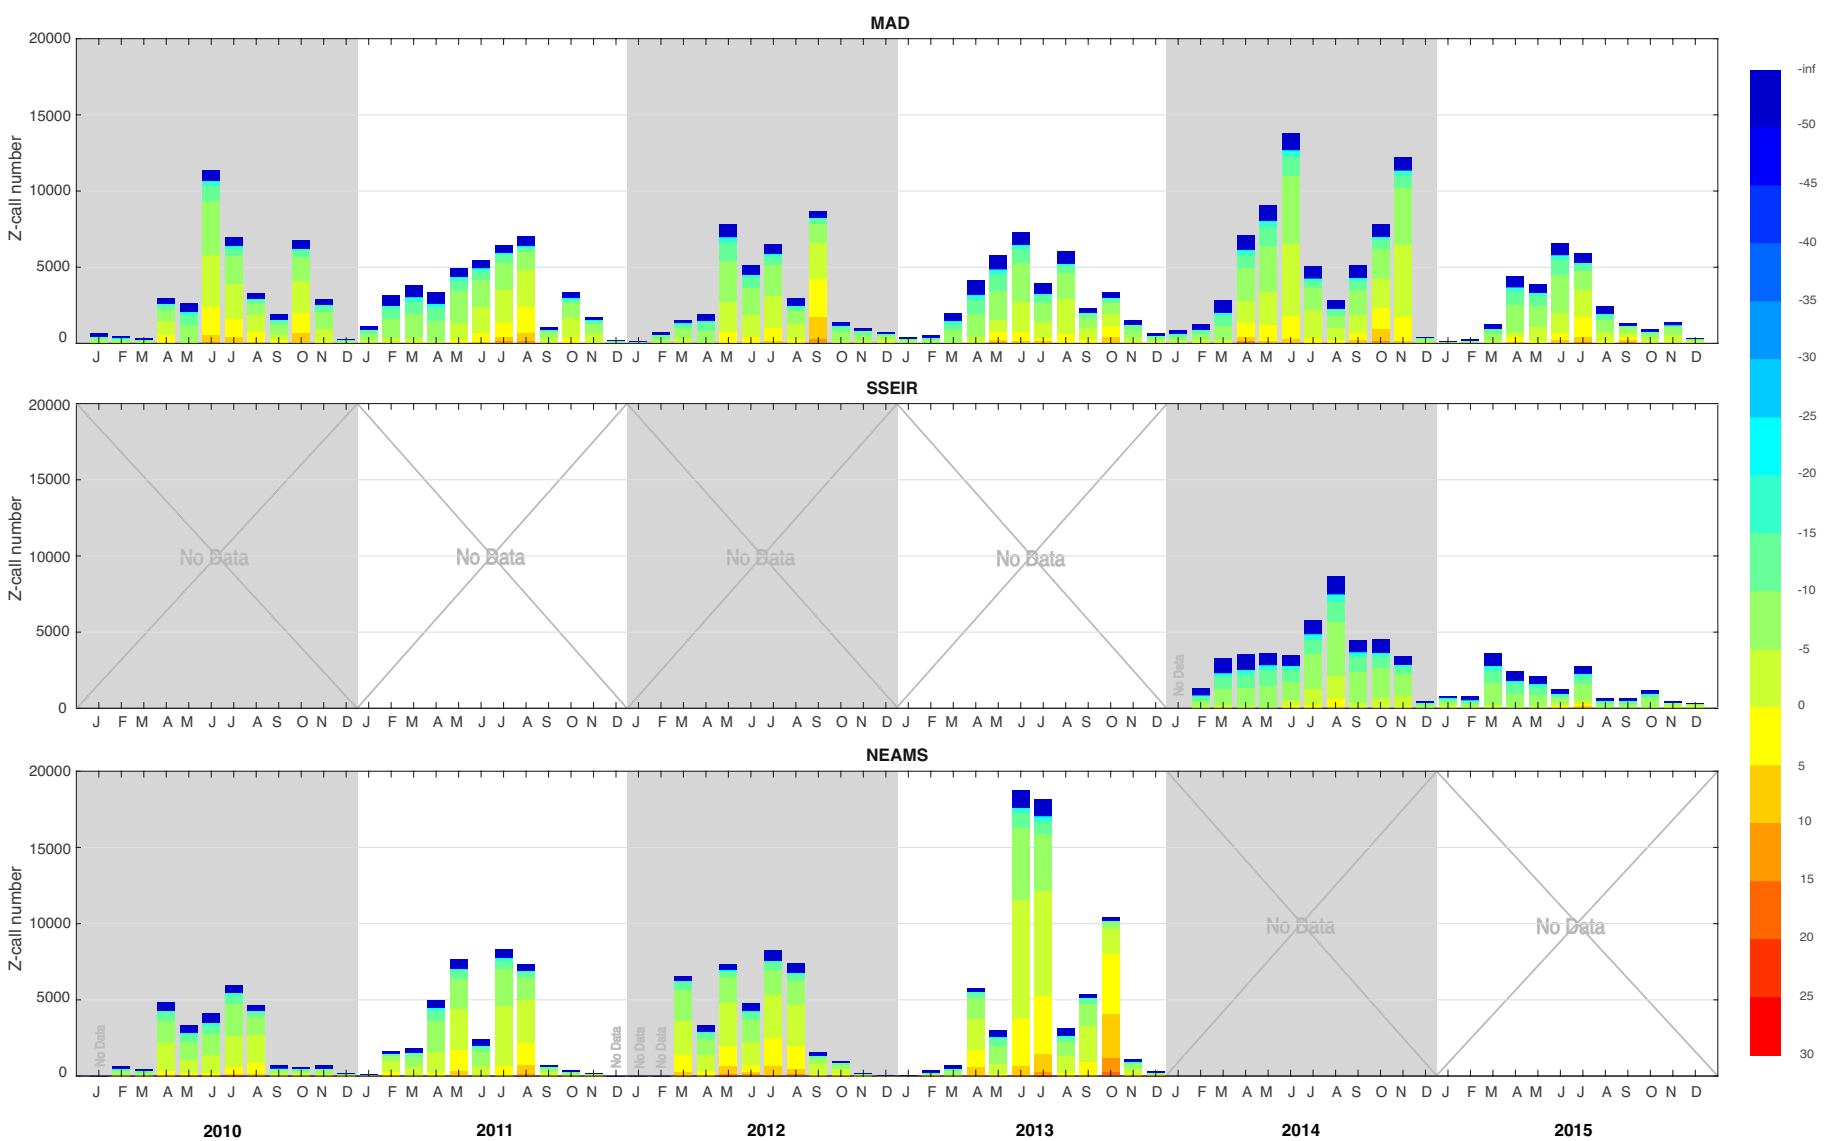 MAD
20000
15000
10000
5000
0
Z-call number
J F M A M J J A S O N D J F M A M J J A S O N D J F M A M J J A S O N D J F M A M J J A S O N D J F M A M J J A S O N D J F M A M J J A S O N D
SSEIR
20000
15000
10000
5000
0
Z-call number
No Data No Data No Data No Data
No Data
J F M A M J J A S O N D J F M A M J J A S O N D J F M A M J J A S O N D J F M A M J J A S O N D J F M A M J J A S O N D J F M A M J J A S O N D
NEAMS
20000
15000
10000
5000
0
Z-call number
No Data No Data
No Data No Data No Data No Data
J F M A M J J A S O N D J F M A M J J A S O N D J F M A M J J A S O N D J F M A M J J A S O N D J F M A M J J A S O N D J F M A M J J A S O N D
2010 2011 2012 2013 2014 2015
-inf
-50
-45
-40
-35
-30
-25
-20
-15
-10
-5
0
5
10
15
20
25
30